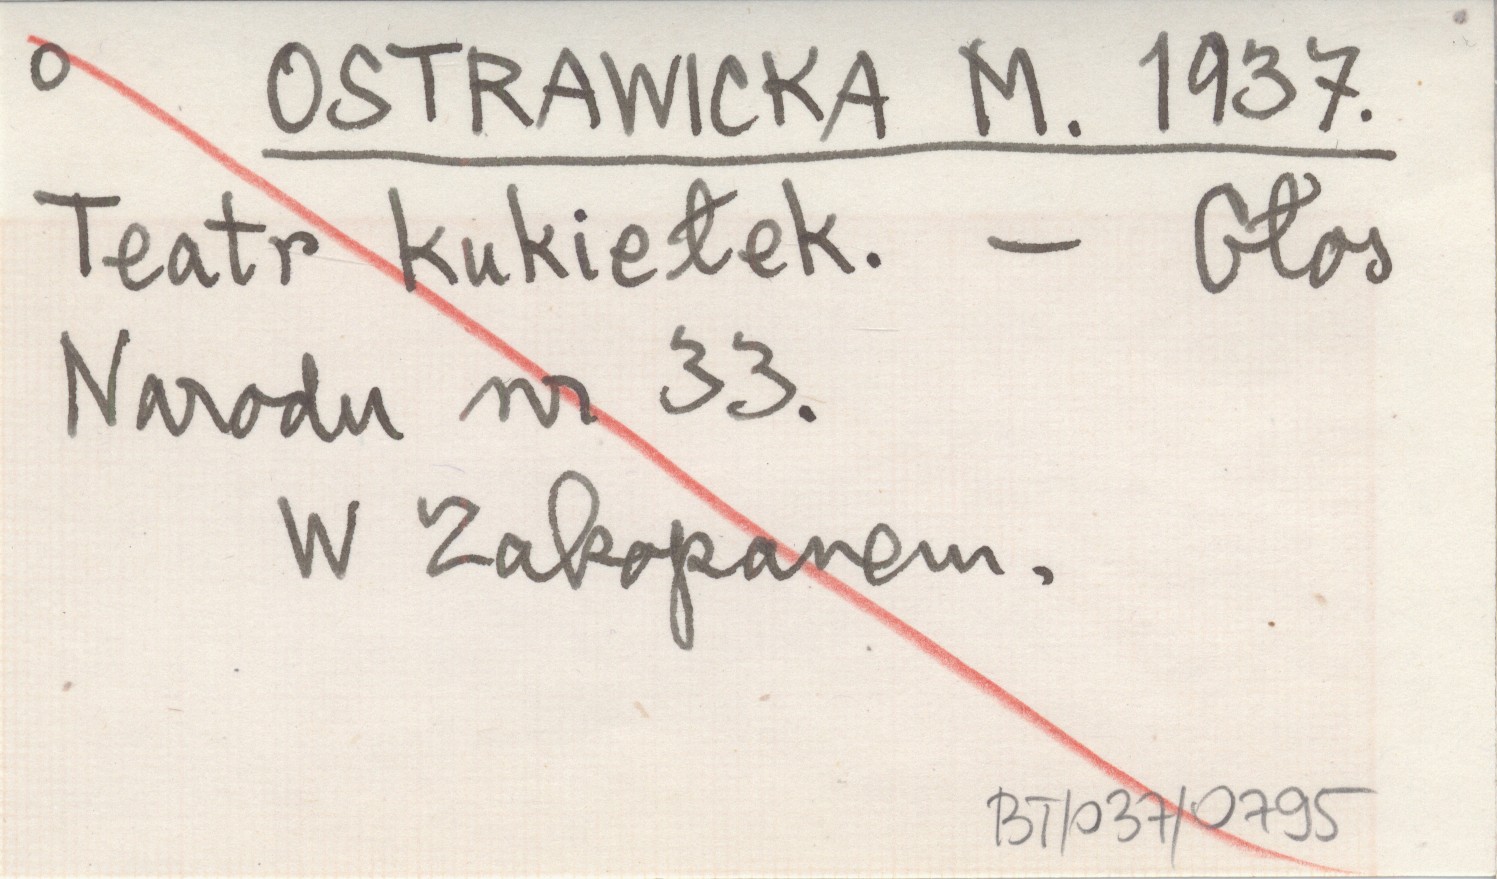 o OSTRAWICKA M. 1937.
Teatr kukiełek. – Głos
Narodu nr 33.
W Zakopanem.
BT/037/0795